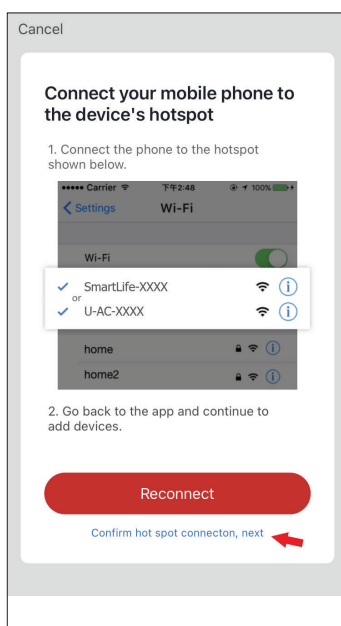 Cancel
Connect your mobile phone to
the device's hotspot
1. Connect the phone to the hotspot
shown below.
Carrier 下午2:48 100%
Settings Wi-Fi
Wi-Fi
SmartLife-XXXX
or
U-AC-XXXX
home
home2
2. Go back to the app and continue to
add devices.
Reconnect
Confirm hot spot connecton, next